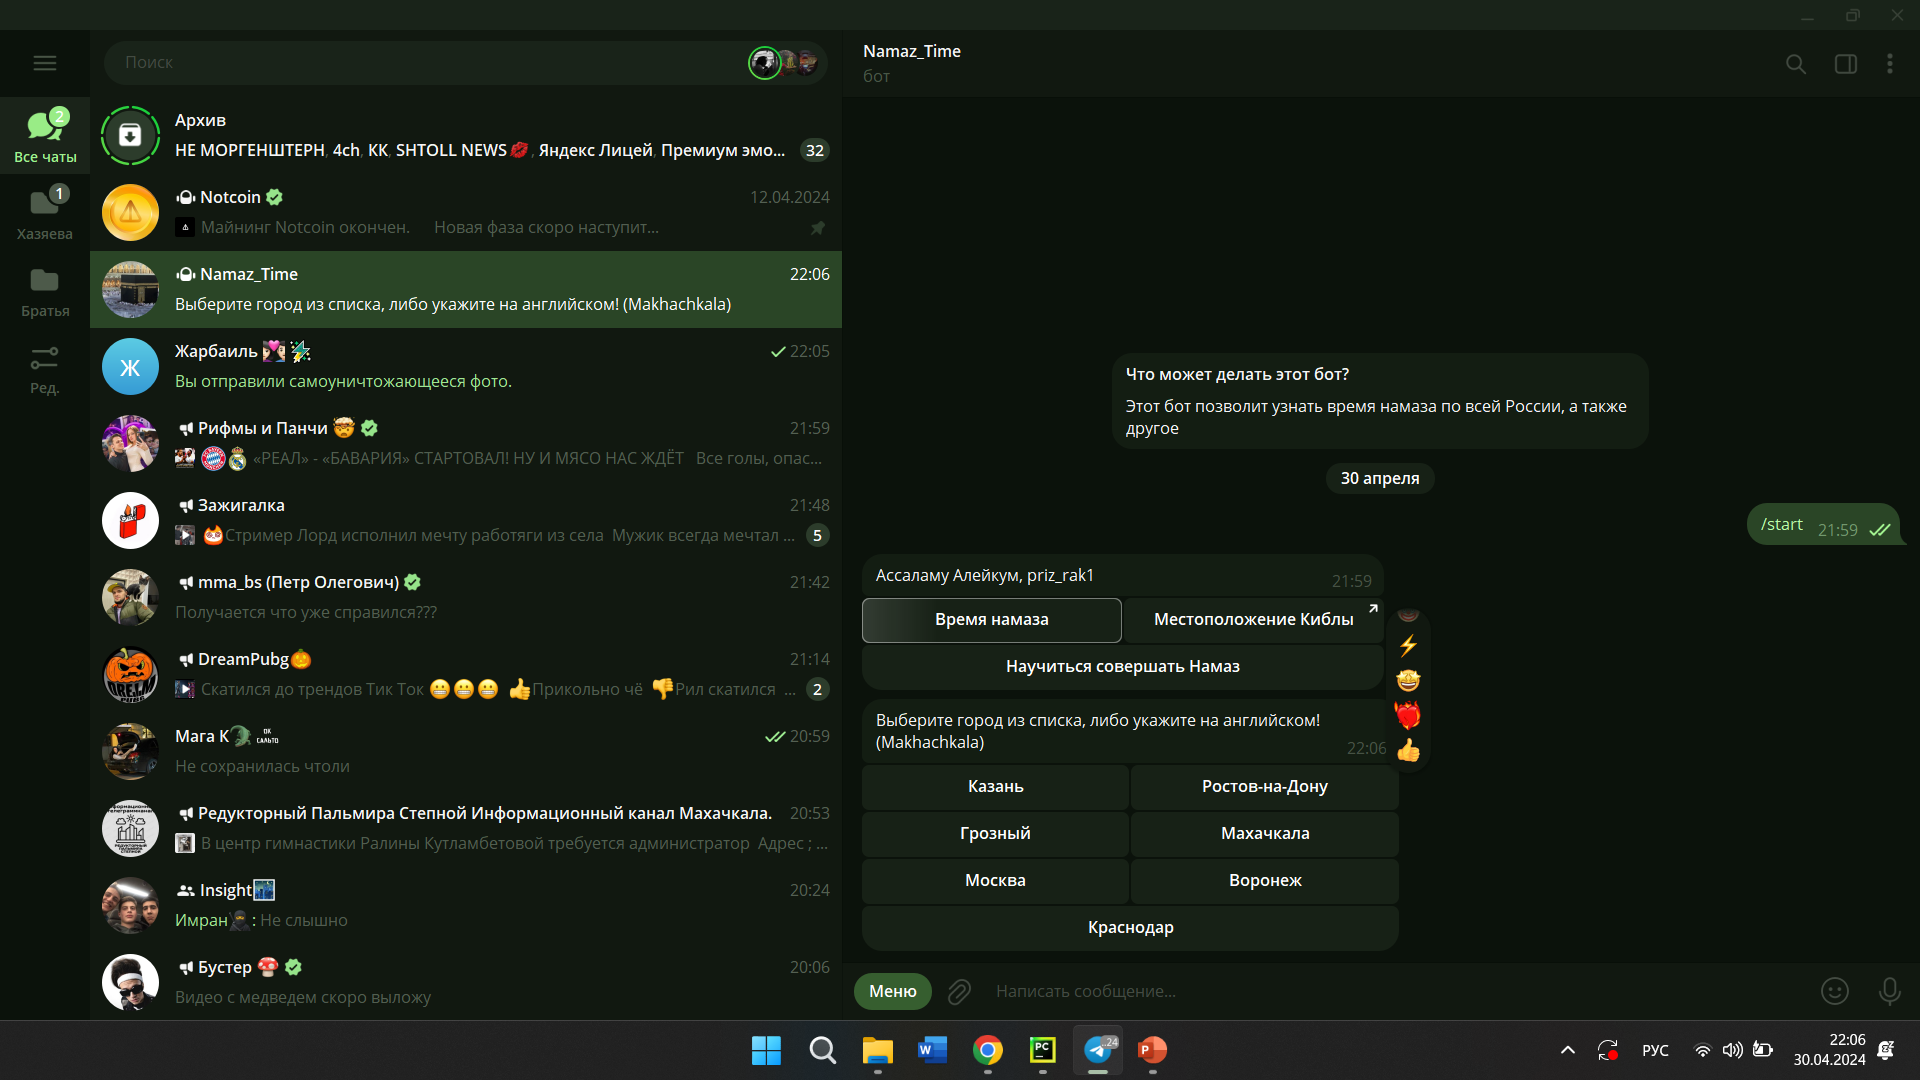 Поиск
2
Все чаты
1
Хазяева
Братья
Ред.
Архив
НЕ МОРГЕНШТЕРН, 4ch, КК, SHTOLL NEWS💋, Яндекс Лицей, Премиум эмо...
32
Notcoin
12.04.2024
Майнинг Notcoin окончен. Новая фаза скоро наступит...
Namaz_Time
22:06
Выберите город из списка, либо укажите на английском! (Makhachkala)
Ж
Жарбаиль
22:05
Вы отправили самоуничтожающееся фото.
Рифмы и Панчи 🤯
21:59
«РЕАЛ» - «БАВАРИЯ» СТАРТОВАЛ! НУ И МЯСО НАС ЖДЁТ Все голы, опас...
Зажигалка
21:48
Стример Лорд исполнил мечту работяги из села Мужик всегда мечтал ...
5
mma_bs (Петр Олегович)
21:42
Получается что уже справился???
DreamPubg🎃
21:14
Скатился до трендов Тик Ток 😬😬😬 👍Прикольно чё 👎Рил скатился ...
2
Мага К
ОК
САЛЬТО
20:59
Не сохранилась чтоли
Редукторный Пальмира Степной Информационный канал Махачкала.
20:53
В центр гимнастики Ралины Кутламбетовой требуется администратор Адрес ; ...
Insight
20:24
Имран: Не слышно
Бустер 🍄
20:06
Видео с медведем скоро выложу
Namaz_Time
бот
Что может делать этот бот?
Этот бот позволит узнать время намаза по всей России, а также
другое
30 апреля
/start 21:59
Ассаламу Алейкум, priz_rak1
21:59
Время намаза
Местоположение Киблы
Научиться совершать Намаз
Выберите город из списка, либо укажите на английском!
(Makhachkala)
22:06
Казань
Ростов-на-Дону
Грозный
Махачкала
Москва
Воронеж
Краснодар
Меню
Написать сообщение...
W
PC
..24
P
РУС
22:06
30.04.2024